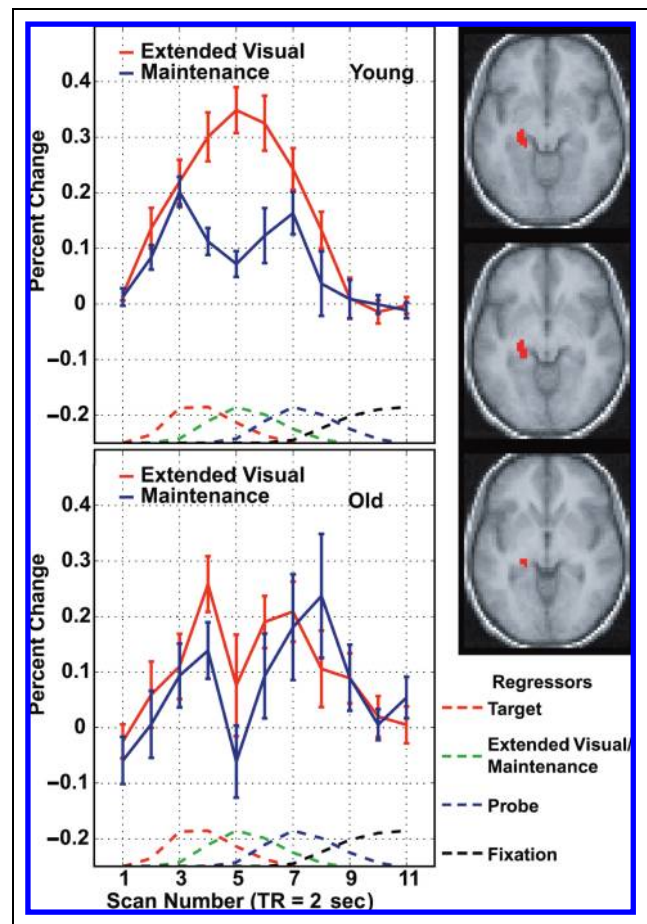 Extended Visual
Maintenance
Young
0.4
0.3
0.2
0.1
0
–0.1
–0.2
Percent Change
Extended Visual
Maintenance
Old
0.4
0.3
0.2
0.1
0
–0.1
–0.2
Percent Change
1 3 5 7 9 11
Scan Number (TR = 2 sec)
Regressors
Target
Extended Visual/
Maintenance
Probe
Fixation